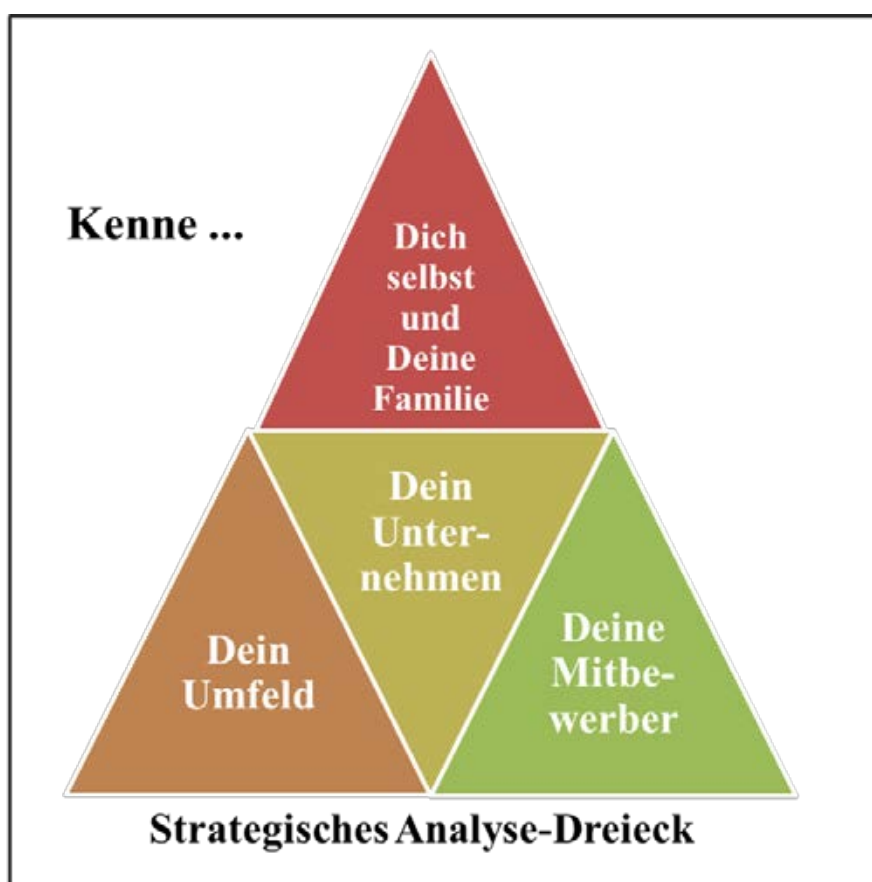 Kenne ...
Dich
selbst
und
Deine
Familie
Dein
Unter-
nehmen
Dein
Umfeld
Deine
Mitbe-
werber
Strategisches Analyse-Dreieck